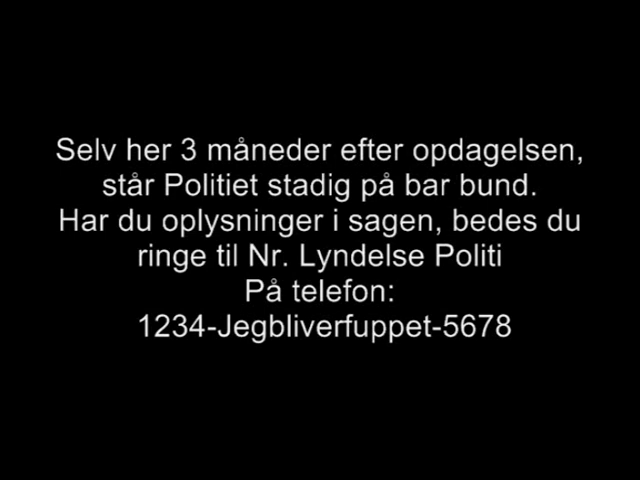 Selv her 3 måneder efter opdagelsen,
står Politiet stadig på bar bund.
Har du oplysninger i sagen, bedes du
ringe til Nr. Lyndelse Politi
På telefon:
1234-Jegbliverfuppet-5678